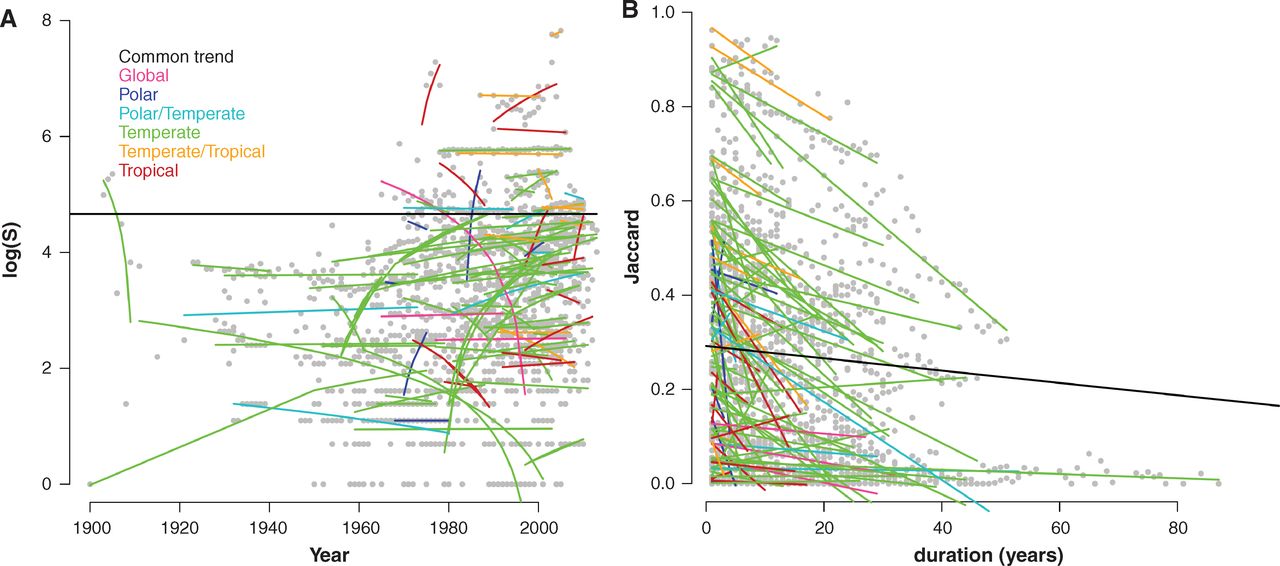 A
log(S)
8
6
4
2
0
Common trend
Global
Polar
Polar/Temperate
Temperate
Temperate/Tropical
Tropical
1900 1920 1940 1960 1980 2000
Year
B
Jaccard
1.0
0.8
0.6
0.4
0.2
0.0
0 20 40 60 80
duration (years)